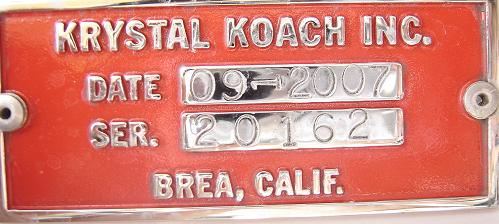 KRYSTAL KOACH INC.
DATE 09-2007
SER. 20162
BREA, CALIF.